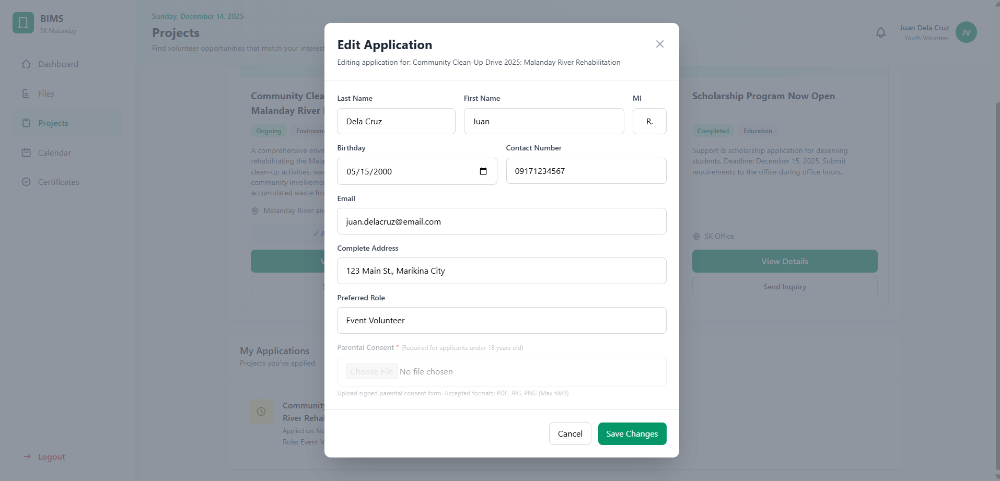 BIMS
SK Malanday
Dashboard
Files
Projects
Calendar
Certificates
Logout
Sunday, December 14, 2025
Projects
Find volunteer opportunities that match your interest
Juan Dela Cruz
Youth Volunteer
JV
Community Clea
Malanday River
Ongoing
Environm
A comprehensive envi
rehabilitating the Mala
clean-up activities, was
community involveme
accumulated waste fro
Malanday River an
✓ A
V
S
Scholarship Program Now Open
Completed
Education
Support & scholarship application for deserving
students. Deadline: December 15, 2025. Submit
requirements to the office during office hours.
SK Office
View Details
Send Inquiry
My Applications
Projects you've applied
Community
River Rehal
Applied on: No
Role: Event V
Edit Application
Editing application for: Community Clean-Up Drive 2025: Malanday River Rehabilitation
Last Name
First Name
MI
Dela Cruz
Juan
R.
Birthday
Contact Number
05/15/2000
09171234567
Email
juan.delacruz@email.com
Complete Address
123 Main St., Marikina City
Preferred Role
Event Volunteer
Parental Consent * (Required for applicants under 18 years old)
Choose File No file chosen
Upload signed parental consent form. Accepted formats: PDF, JPG, PNG (Max 5MB)
Cancel
Save Changes